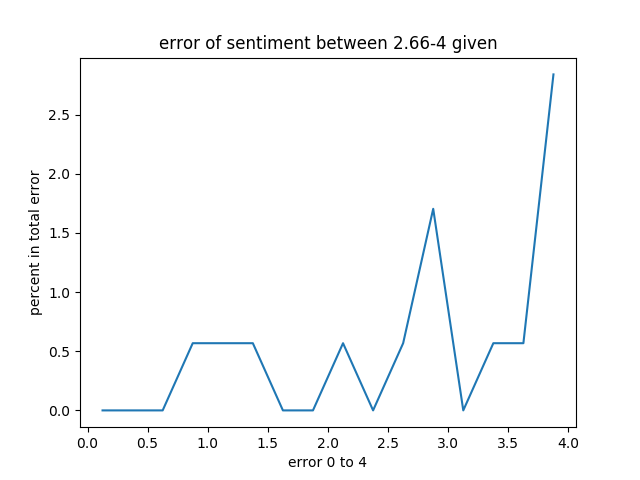 error of sentiment between 2.66-4 given
percent in total error
2.5
2.0
1.5
1.0
0.5
0.0
0.0 0.5 1.0 1.5 2.0 2.5 3.0 3.5 4.0
error 0 to 4